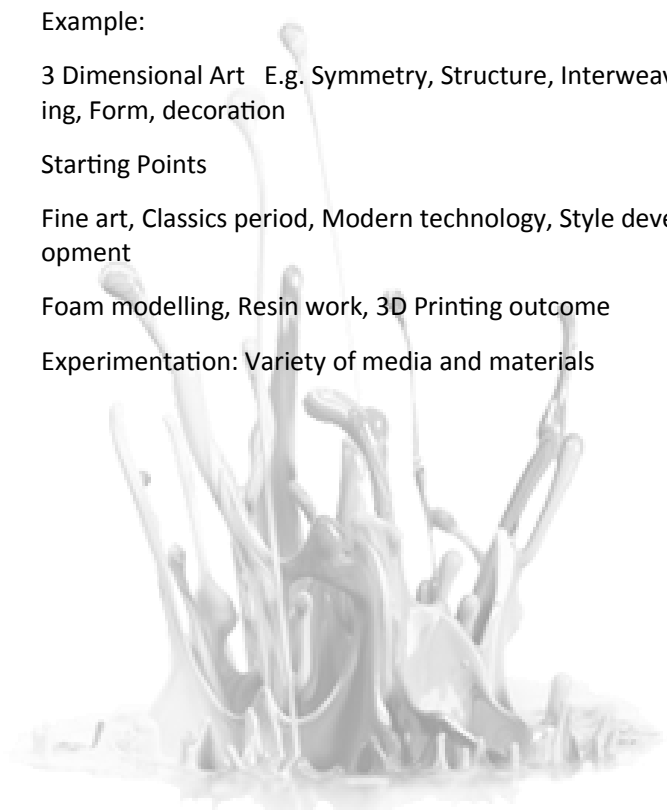 Example:
3 Dimensional Art   E.g. Symmetry, Structure, Interweav
ing, Form, decoration
Starting Points
Fine art, Classics period, Modern technology, Style deve
opment
Foam modelling, Resin work, 3D Printing outcome
Experimentation: Variety of media and materials